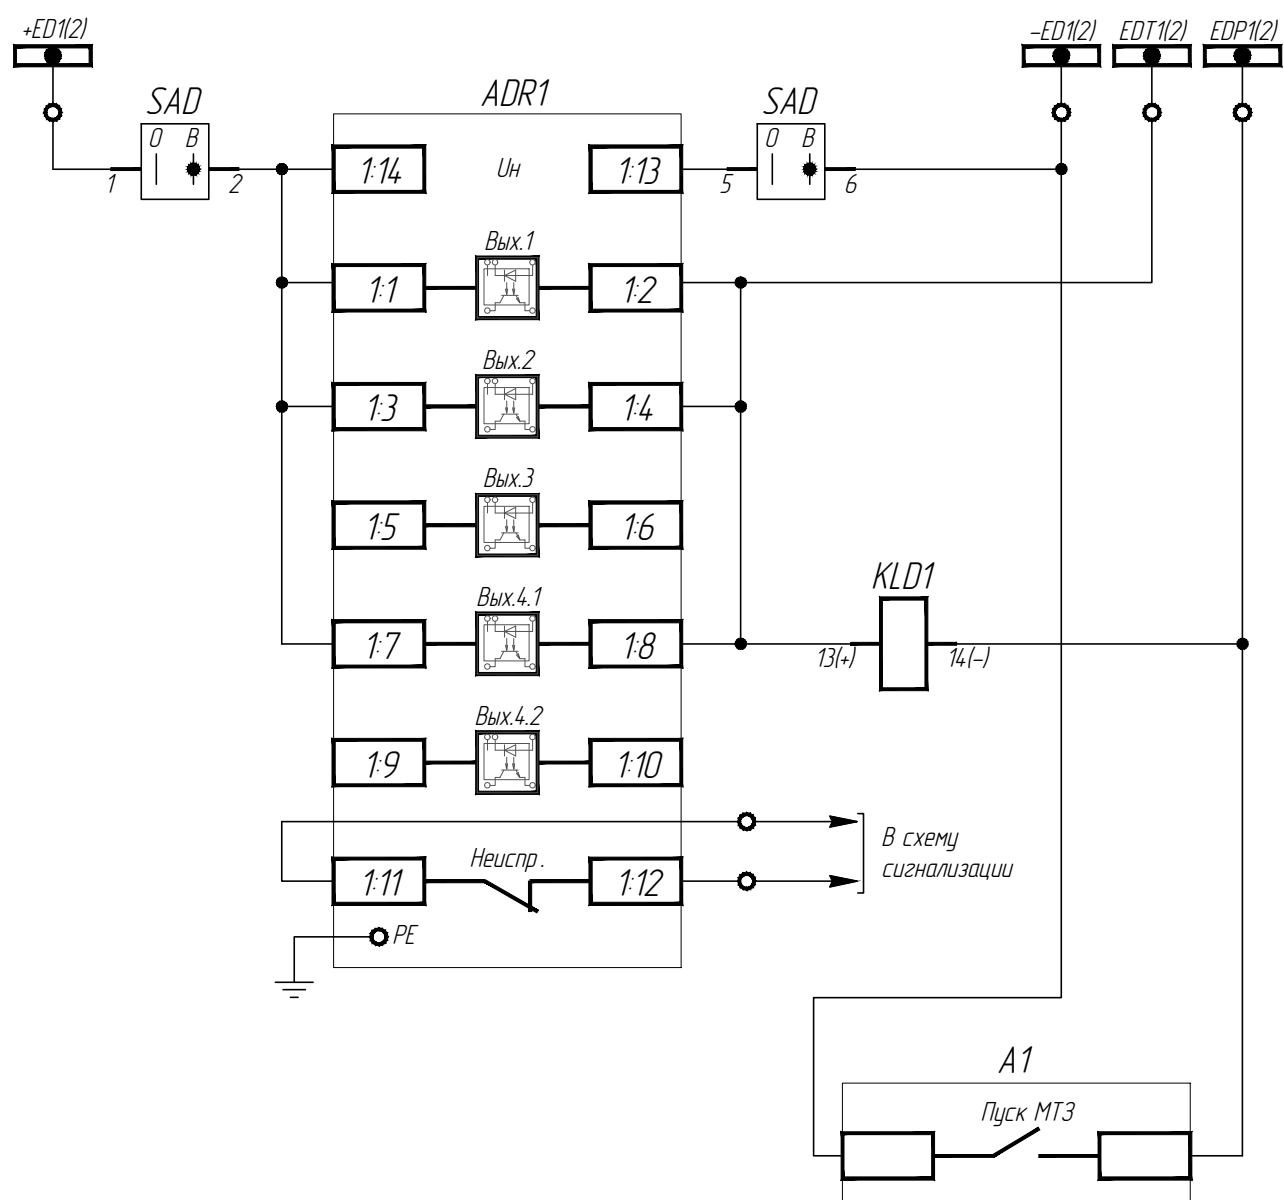 +ED1(2)
-ED1(2)
EDT1(2)
EDP1(2)
SAD
ADR1
SAD
О В
О В
1
2
1:14
Uн
1:13
5
6
Вых.1
1:1
1:2
Вых.2
1:3
1:4
Вых.3
1:5
1:6
KLD1
Вых.4.1
1:7
1:8
13(+)
14(-)
Вых.4.2
1:9
1:10
В схему
сигнализации
Неиспр.
1:11
1:12
PE
A1
Пуск МТЗ